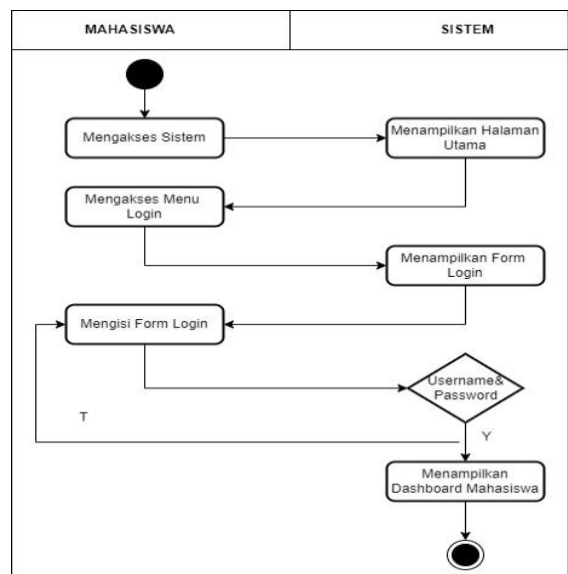 MAHASISWA
SISTEM
Mengakses Sistem
Menampilkan Halaman
Utama
Mengakses Menu
Login
Menampilkan Form
Login
Mengisi Form Login
Username&
Password
T
Y
Menampilkan
Dashboard Mahasiswa